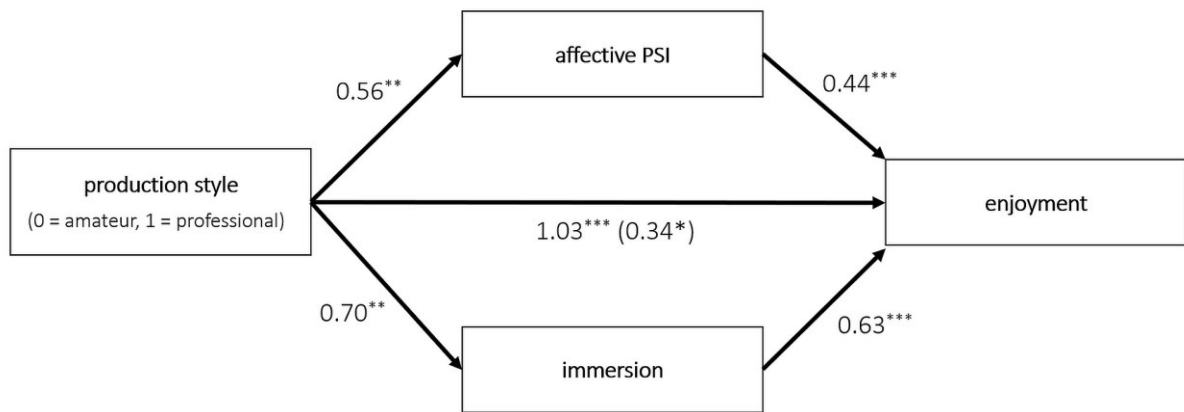 affective PSI
0.56**
0.44***
production style
(0 = amateur, 1 = professional)
enjoyment
1.03*** (0.34*)
0.70**
0.63***
immersion